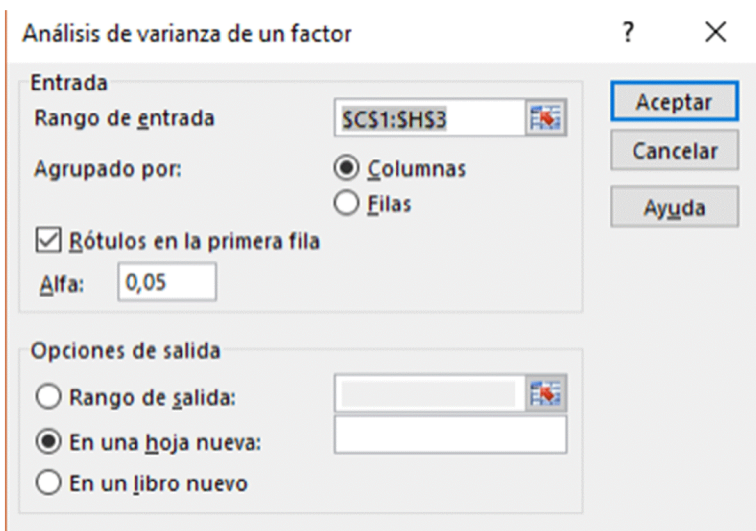 Análisis de varianza de un factor ? ×
Entrada
Rango de entrada $C$1:$H$3
Agrupado por: Columnas
Filas
Rótulos en la primera fila
Alfa: 0,05
Aceptar
Cancelar
Ayuda
Opciones de salida
Rango de salida:
En una hoja nueva:
En un libro nuevo